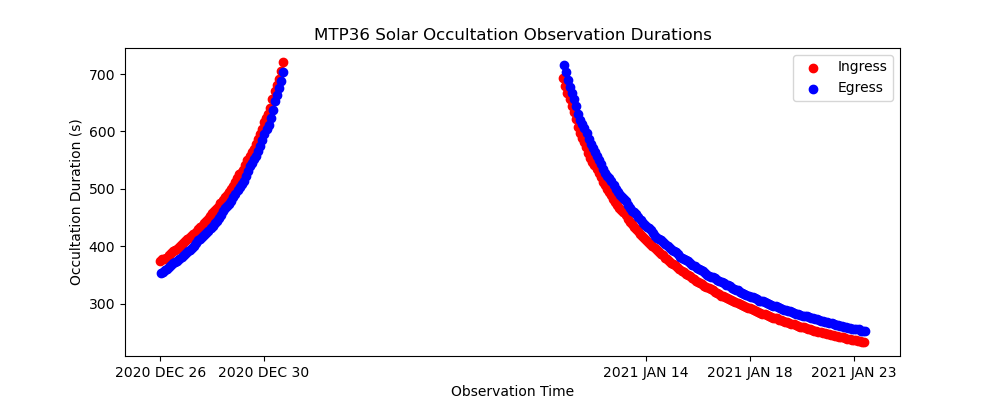 MTP36 Solar Occultation Observation Durations
Ingress
Egress
Occultation Duration (s)
700
600
500
400
300
2020 DEC 26
2020 DEC 30
2021 JAN 14
2021 JAN 18
2021 JAN 23
Observation Time